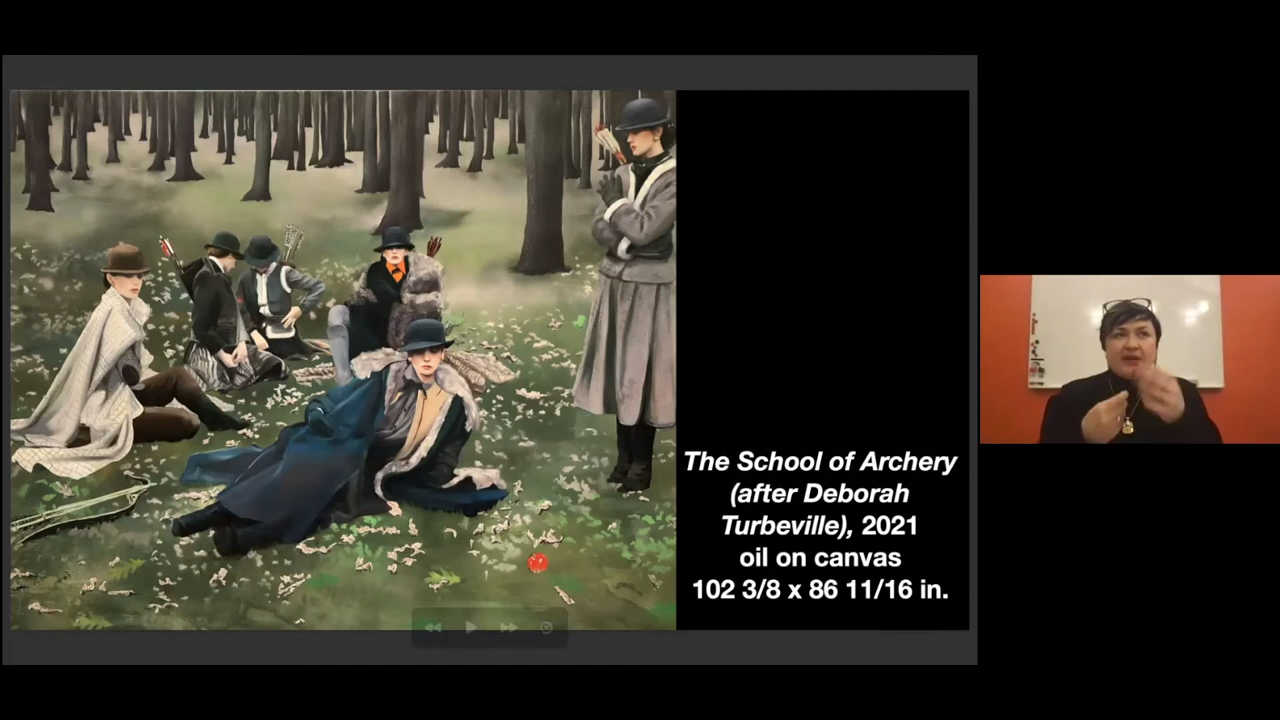 The School of Archery
(after Deborah
Turbeville), 2021
oil on canvas
102 3/8 x 86 11/16 in.